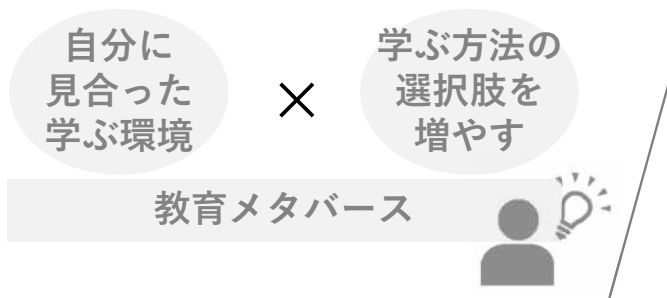 自分に
見合った
学ぶ環境
×
学ぶ方法の
選択肢を
増やす
教育メタバース